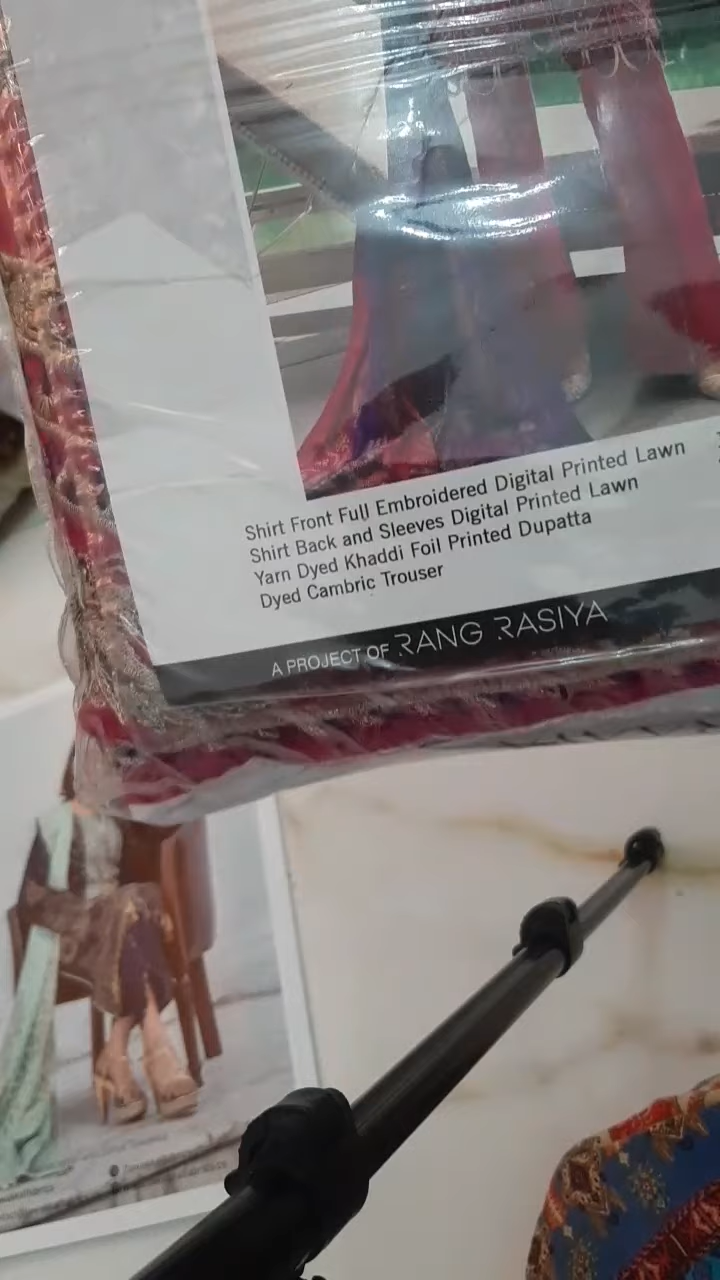 Shirt Front Full Embroidered Digital Printed Lawn
Shirt Back and Sleeves Digital Printed Lawn
Yarn Dyed Khaddi Foil Printed Dupatta
Dyed Cambric Trouser
A PROJECT OF RANG RASIYA